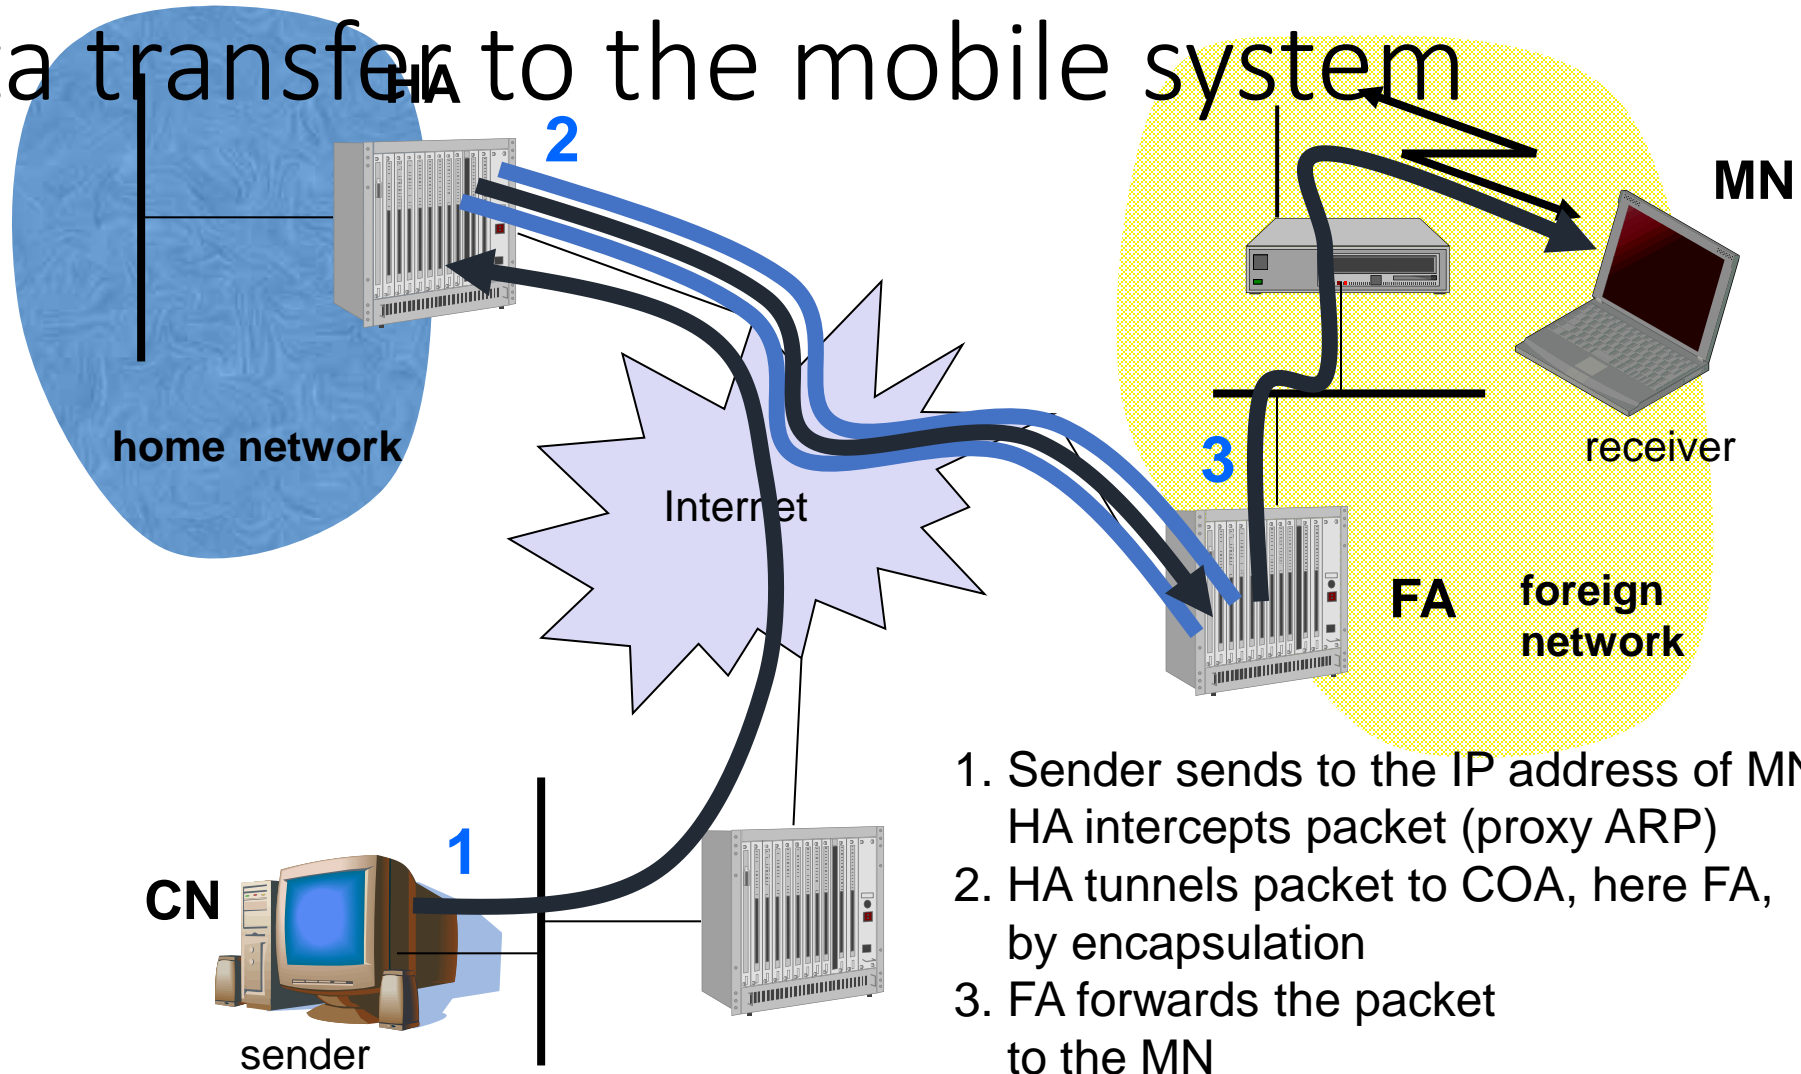 a transfer to the mobile system
HA
2
MN
home network
Internet
3
receiver
FA
foreign
network
1
CN
sender
1. Sender sends to the IP address of MN
HA intercepts packet (proxy ARP)
2. HA tunnels packet to COA, here FA,
by encapsulation
3. FA forwards the packet
to the MN